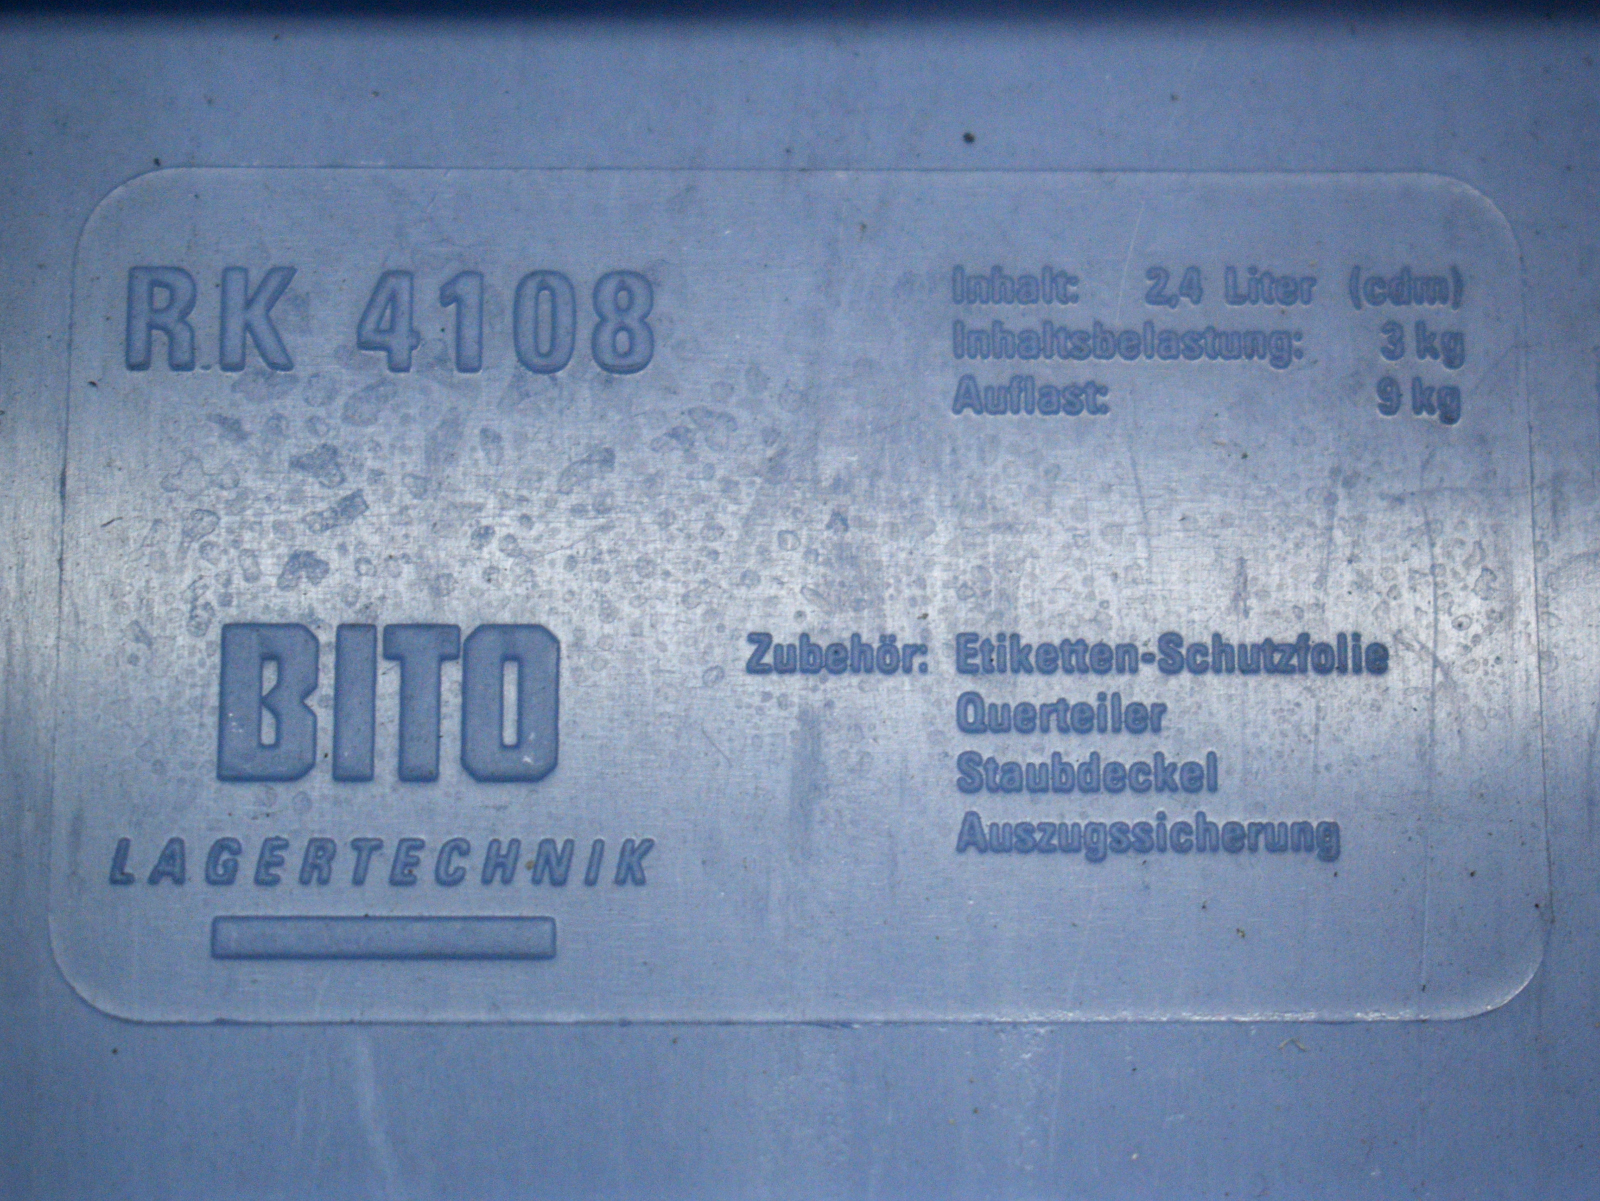 RK 4108
Inhalt: 2,4 Liter (cdm)
Inhaltsbelastung: 3 kg
Auflast: 9 kg
BITO
LAGERTECHNIK
Zubehör: Etiketten-Schutzfolie
Querteiler
Staubdeckel
Auszugssicherung